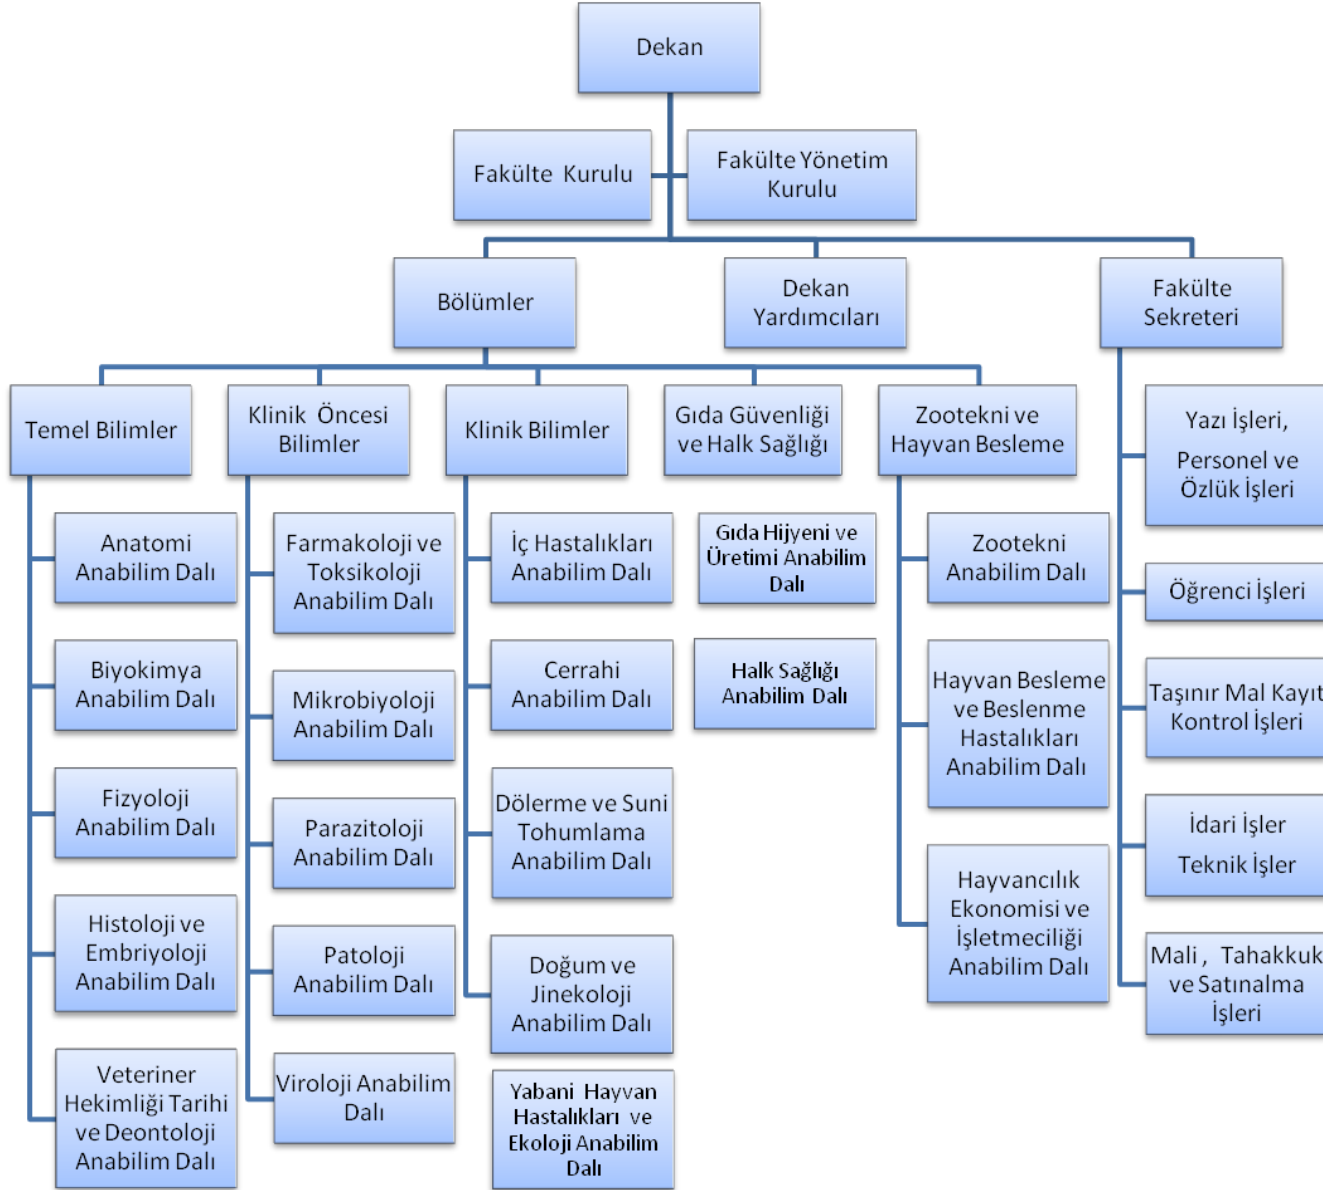 Dekan
Fakülte Kurulu
Fakülte Yönetim
Kurulu
Bölümler
Dekan
Yardımcıları
Fakülte
Sekreteri
Temel Bilimler
Klinik Öncesi
Bilimler
Klinik Bilimler
Gıda Güvenliği
ve Halk Sağlığı
Zootekni ve
Hayvan Besleme
Anatomi
Anabilim Dalı
Biyokimya
Anabilim Dalı
Fizyoloji
Anabilim Dalı
Histoloji ve
Embriyoloji
Anabilim Dalı
Veteriner
Hekimliği Tarihi
ve Deontoloji
Anabilim Dalı
Farmakoloji ve
Toksikoloji
Anabilim Dalı
Mikrobiyoloji
Anabilim Dalı
Parazitoloji
Anabilim Dalı
Patoloji
Anabilim Dalı
Viroloji Anabilim
Dalı
İç Hastalıkları
Anabilim Dalı
Cerrahi
Anabilim Dalı
Dölerme ve Suni
Tohumlama
Anabilim Dalı
Doğum ve
Jinekoloji
Anabilim Dalı
Yabani Hayvan
Hastalıkları ve
Ekoloji Anabilim
Dalı
Gıda Hijyeni ve
Üretimi Anabilim
Dalı
Halk Sağlığı
Anabilim Dalı
Zootekni
Anabilim Dalı
Hayvan Besleme
ve Beslenme
Hastalıkları
Anabilim Dalı
Hayvancılık
Ekonomisi ve
İşletmeciliği
Anabilim Dalı
Yazı İşleri,
Personel ve
Özlük İşleri
Öğrenci İşleri
Taşınır Mal Kayıt
Kontrol İşleri
İdari İşler
Teknik İşler
Mali , Tahakkuk
ve Satınalma
İşleri